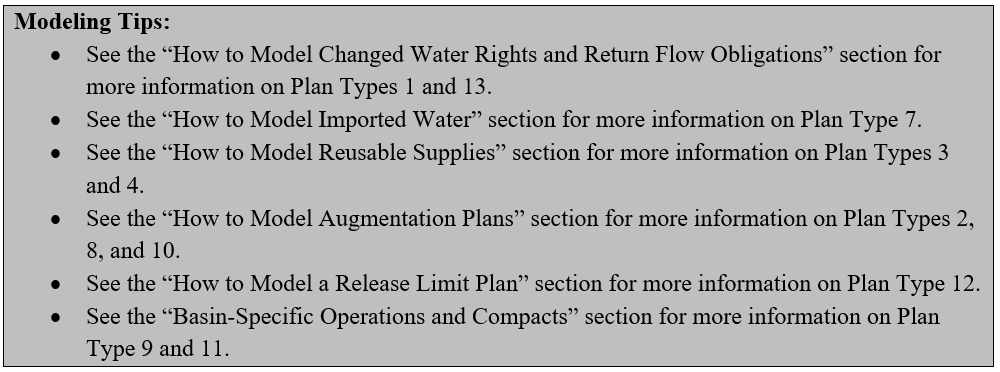 Modeling Tips:
• See the “How to Model Changed Water Rights and Return Flow Obligations” section for
more information on Plan Types 1 and 13.
• See the “How to Model Imported Water” section for more information on Plan Type 7.
• See the “How to Model Reusable Supplies” section for more information on Plan Types 3
and 4.
• See the “How to Model Augmentation Plans” section for more information on Plan Types 2,
8, and 10.
• See the “How to Model a Release Limit Plan” section for more information on Plan Type 12.
• See the “Basin-Specific Operations and Compacts” section for more information on Plan
Type 9 and 11.